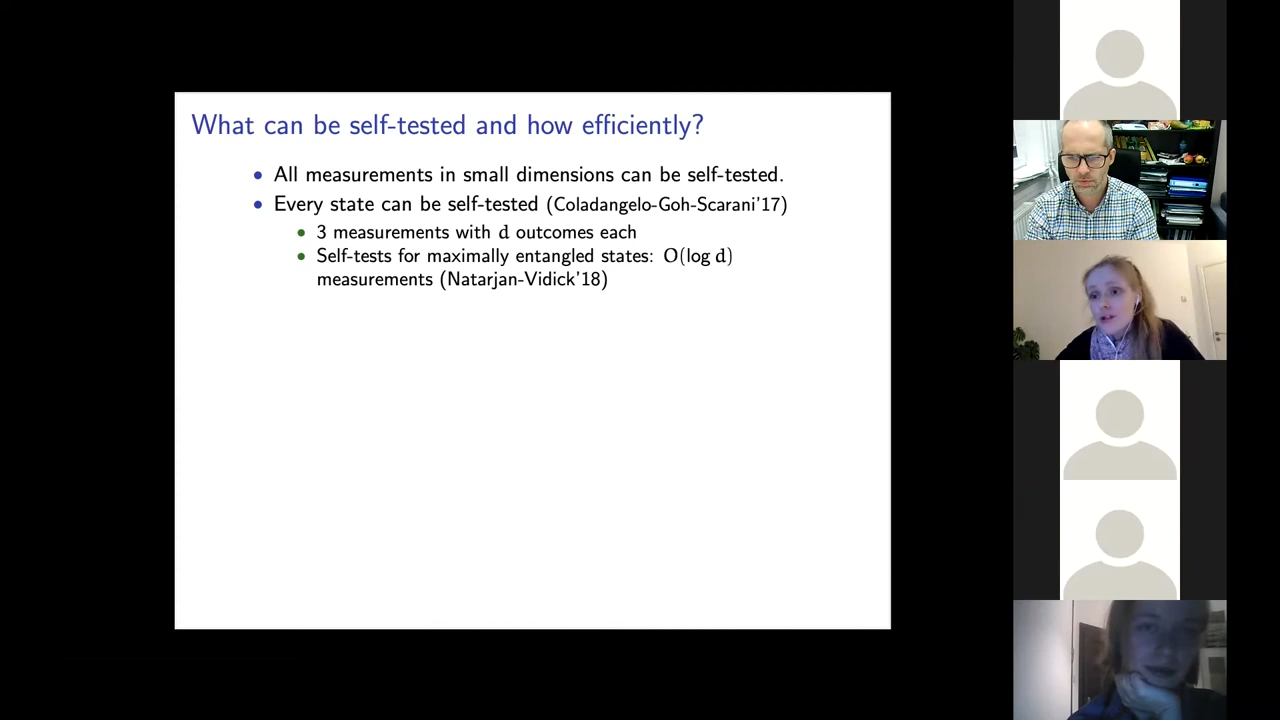 What can be self-tested and how efficiently?
• All measurements in small dimensions can be self-tested.
• Every state can be self-tested (Coladangelo-Goh-Scarani'17)
• 3 measurements with d outcomes each
• Self-tests for maximally entangled states: O(log d)
measurements (Natarjan-Vidick'18)